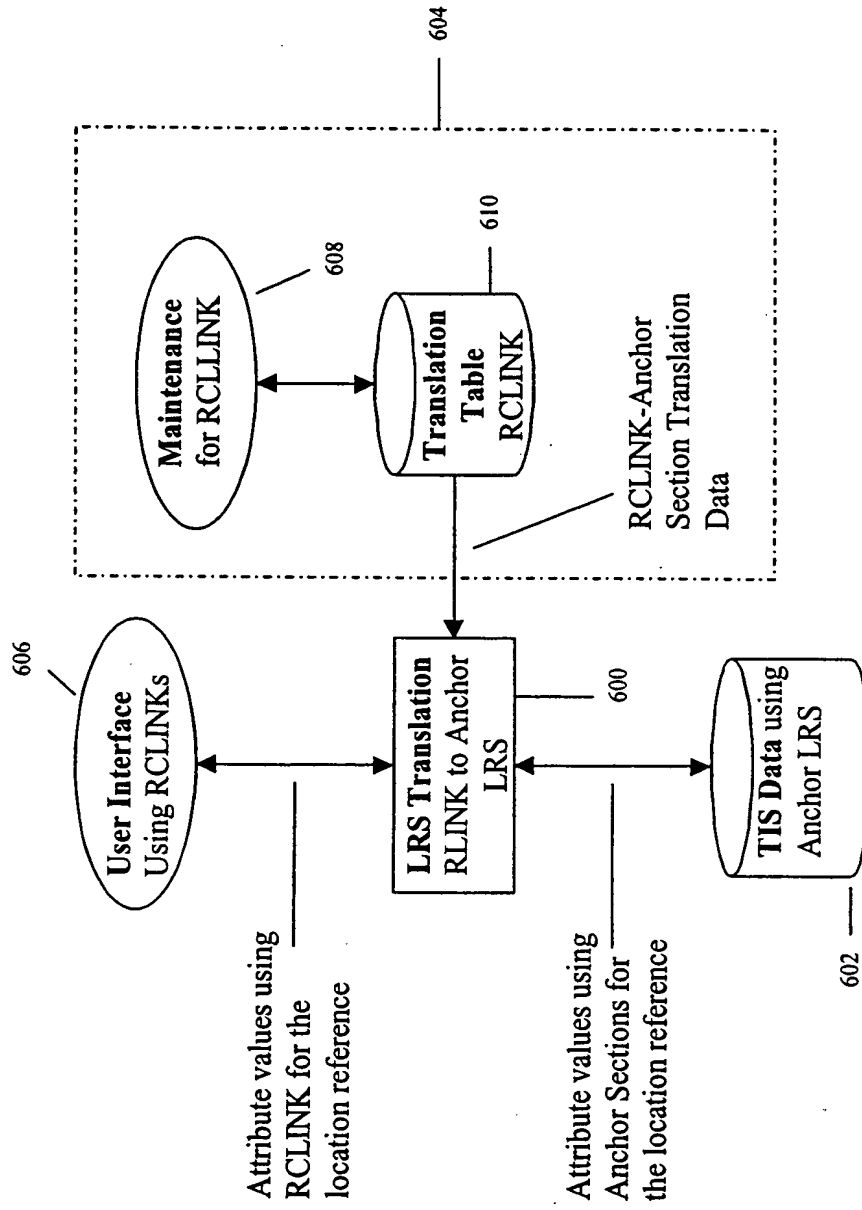 606
User Interface
Using RCLINKs
Attribute values using
RCLINK for the
location reference
LRS Translation
RLINK to Anchor
LRS
600
Attribute values using
Anchor Sections for
the location reference
TIS Data using
Anchor LRS
602
604
Maintenance
for RCLLINK
608
Translation
Table
RCLINK
610
RCLINK-Anchor
Section Translation
Data